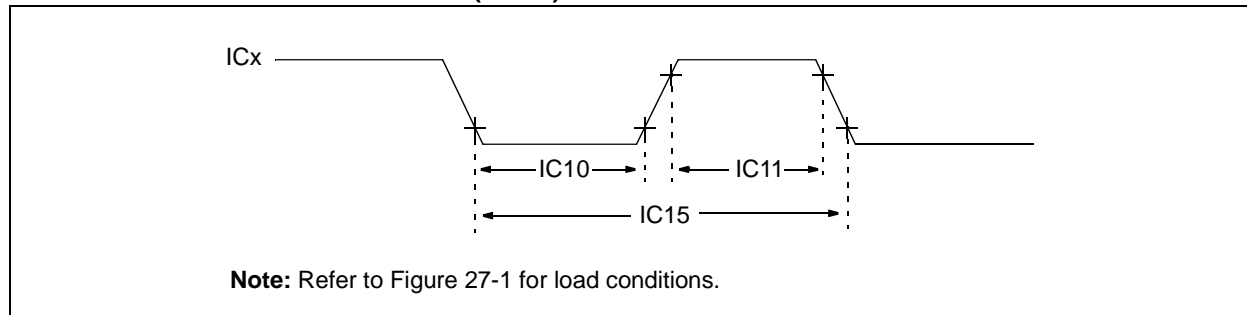 ICx
IC10
IC11
IC15
Note: Refer to Figure 27-1 for load conditions.